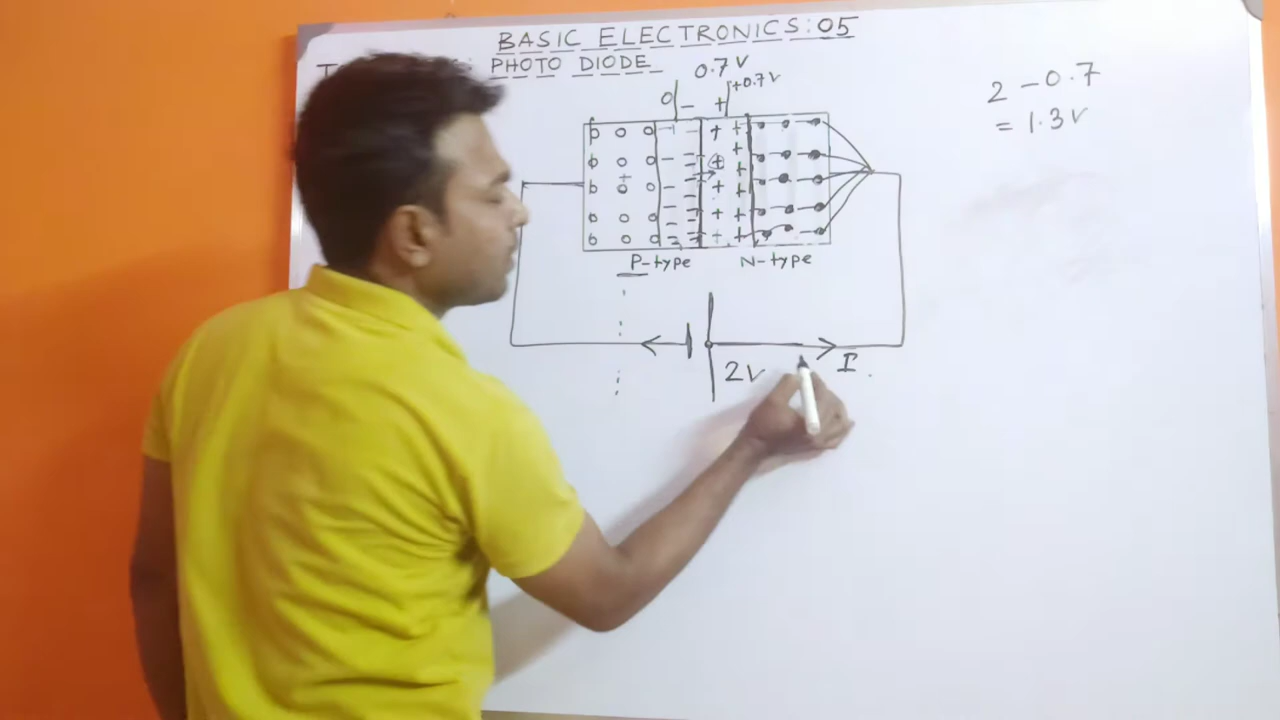 BASIC ELECTRONICS:05
PHOTO DIODE
0.7V
+0.7V
0
2 - 0.7
= 1.3V
P-type N-type
2V
I.